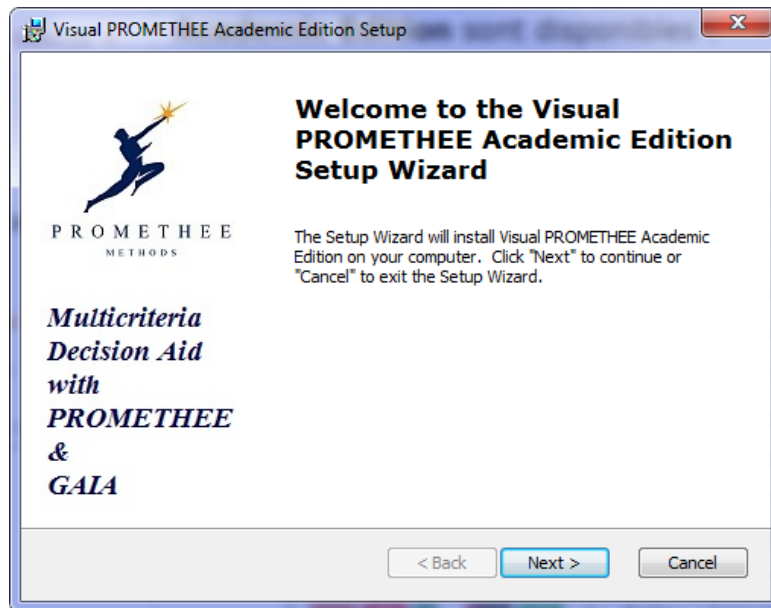 Visual PROMETHEE Academic Edition Setup
sont disponibles
Welcome to the Visual
PROMETHEE Academic Edition
Setup Wizard
PROMETHEE
METHODS
The Setup Wizard will install Visual PROMETHEE Academic
Edition on your computer. Click "Next" to continue or
"Cancel" to exit the Setup Wizard.
Multicriteria
Decision Aid
with
PROMETHEE
&
GAIA
< Back
Next >
Cancel